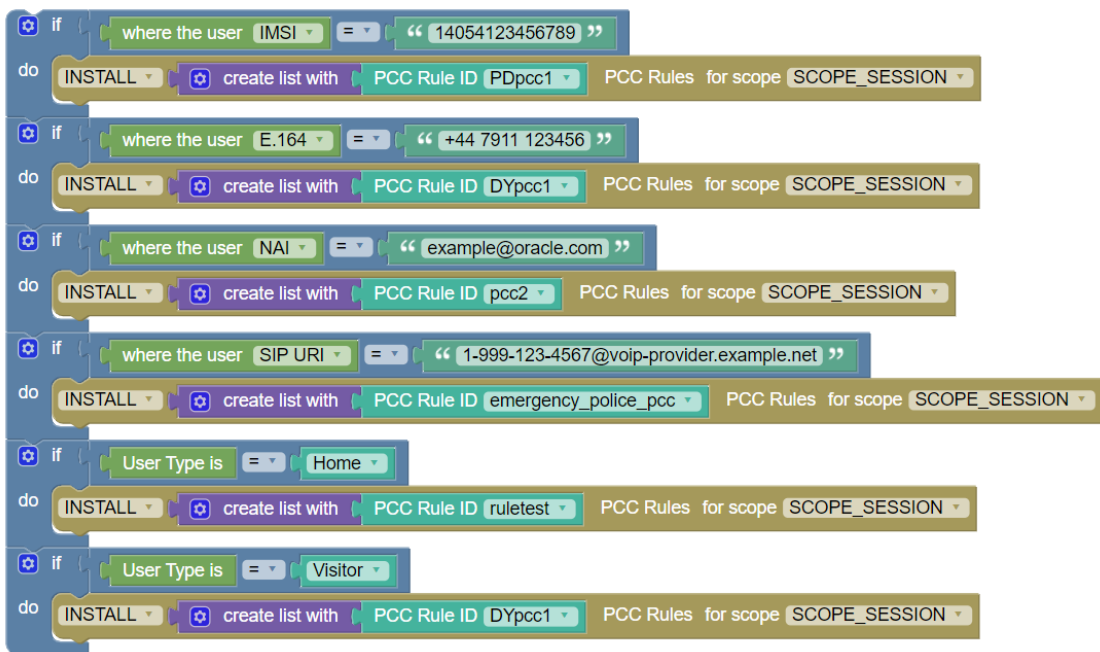 if where the user IMSI = “ 14054123456789 ”
do INSTALL create list with PCC Rule ID PDpcc1 PCC Rules for scope SCOPE_SESSION
if where the user E.164 = “ +44 7911 123456 ”
do INSTALL create list with PCC Rule ID DYpcc1 PCC Rules for scope SCOPE_SESSION
if where the user NAI = “ example@oracle.com ”
do INSTALL create list with PCC Rule ID pcc2 PCC Rules for scope SCOPE_SESSION
if where the user SIP URI = “ 1-999-123-4567@voip-provider.example.net ”
do INSTALL create list with PCC Rule ID emergency_police_pcc PCC Rules for scope SCOPE_SESSION
if User Type is = Home
do INSTALL create list with PCC Rule ID ruletest PCC Rules for scope SCOPE_SESSION
if User Type is = Visitor
do INSTALL create list with PCC Rule ID DYpcc1 PCC Rules for scope SCOPE_SESSION